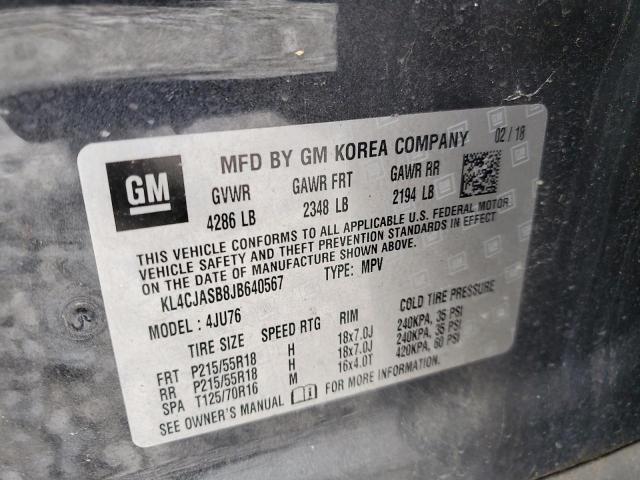 MFD BY GM KOREA COMPANY 02 / 18
GM
GVWR GAWR FRT GAWR RR
4286 LB 2348 LB 2194 LB
THIS VEHICLE CONFORMS TO ALL APPLICABLE U.S. FEDERAL MOTOR
VEHICLE SAFETY AND THEFT PREVENTION STANDARDS IN EFFECT
ON THE DATE OF MANUFACTURE SHOWN ABOVE.
KL4CJASB8JB640567 TYPE: MPV
MODEL : 4JU76
TIRE SIZE SPEED RTG RIM COLD TIRE PRESSURE
FRT P215/55R18 H 18x7.0J 240KPA, 35 PSI
RR P215/55R18 H 18x7.0J 240KPA, 35 PSI
SPA T125/70R16 M 16x4.0T 420KPA, 60 PSI
SEE OWNER'S MANUAL FOR MORE INFORMATION.